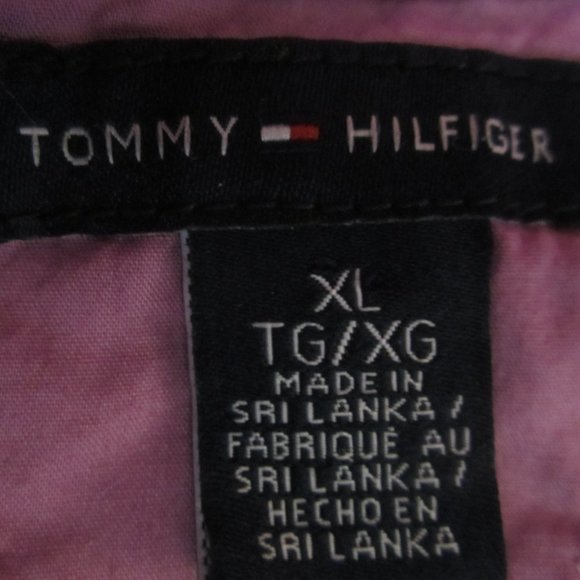 TOMMY HILFIGER
XL
TG/XG
MADE IN
SRI LANKA /
FABRIQUÉ AU
SRI LANKA /
HECHO EN
SRI LANKA